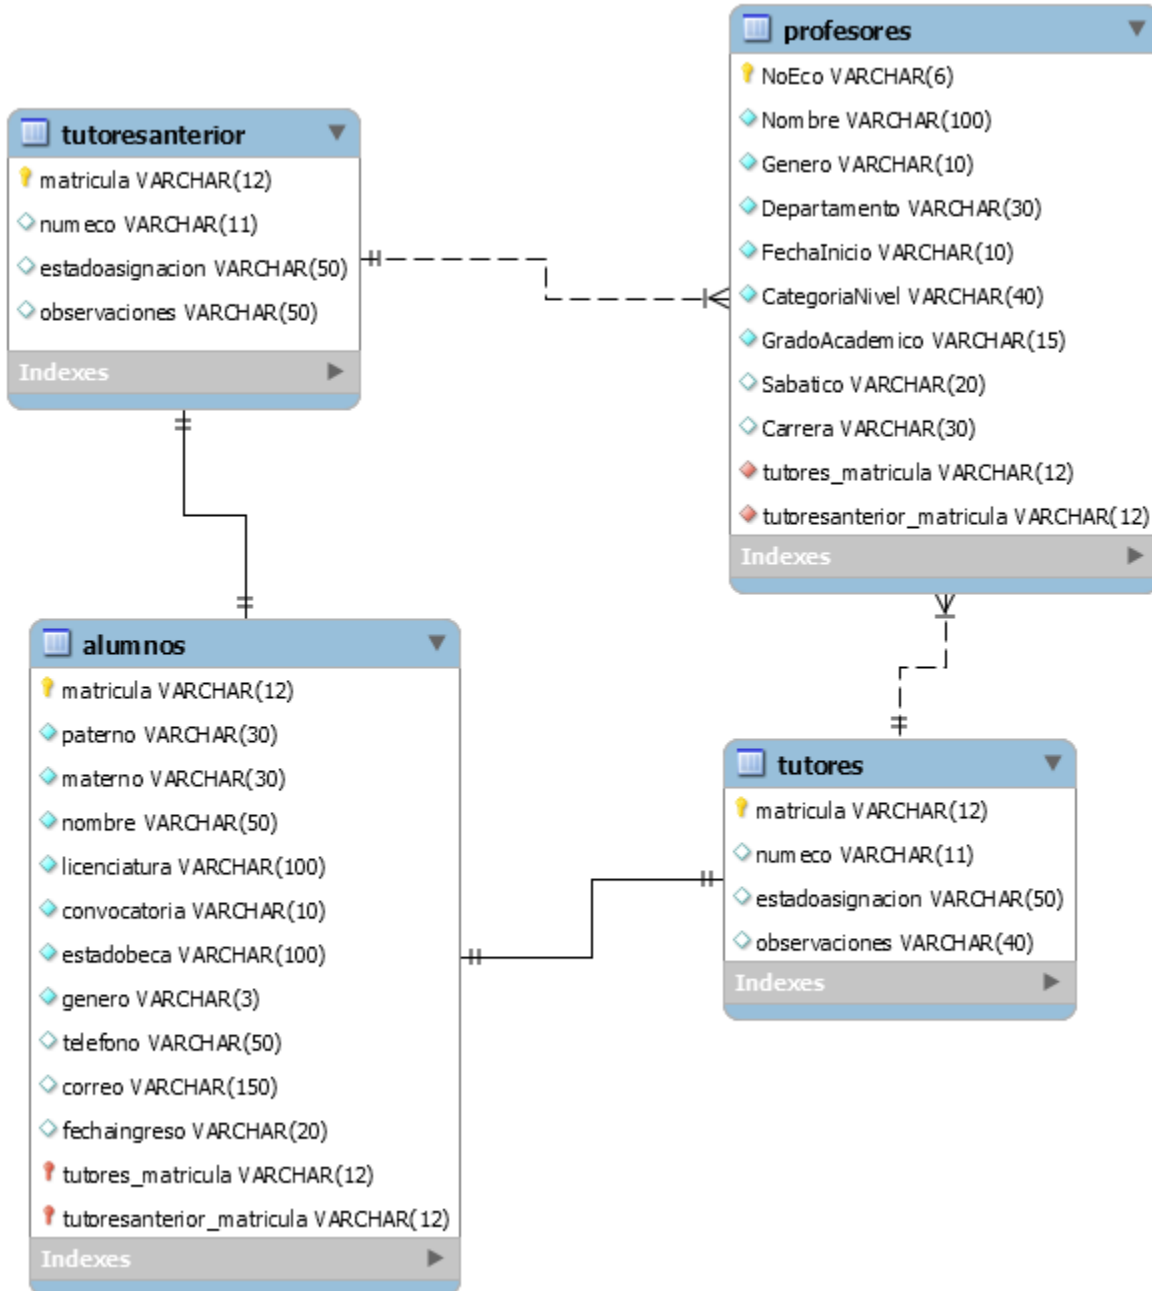 profesores
NoEco VARCHAR(6)
Nombre VARCHAR(100)
Genero VARCHAR(10)
Departamento VARCHAR(30)
FechaInicio VARCHAR(10)
CategoriaNivel VARCHAR(40)
GradoAcademico VARCHAR(15)
Sabatico VARCHAR(20)
Carrera VARCHAR(30)
tutores_matricula VARCHAR(12)
tutoresanterior_matricula VARCHAR(12)
Indexes
tutoresanterior
matricula VARCHAR(12)
numeco VARCHAR(11)
estadoasignacion VARCHAR(50)
observaciones VARCHAR(50)
Indexes
alumnos
matricula VARCHAR(12)
paterno VARCHAR(30)
materno VARCHAR(30)
nombre VARCHAR(50)
licenciatura VARCHAR(100)
convocatoria VARCHAR(10)
estadobeca VARCHAR(100)
genero VARCHAR(3)
telefono VARCHAR(50)
correo VARCHAR(150)
fechaingreso VARCHAR(20)
tutores_matricula VARCHAR(12)
tutoresanterior_matricula VARCHAR(12)
Indexes
tutores
matricula VARCHAR(12)
numeco VARCHAR(11)
estadoasignacion VARCHAR(50)
observaciones VARCHAR(40)
Indexes